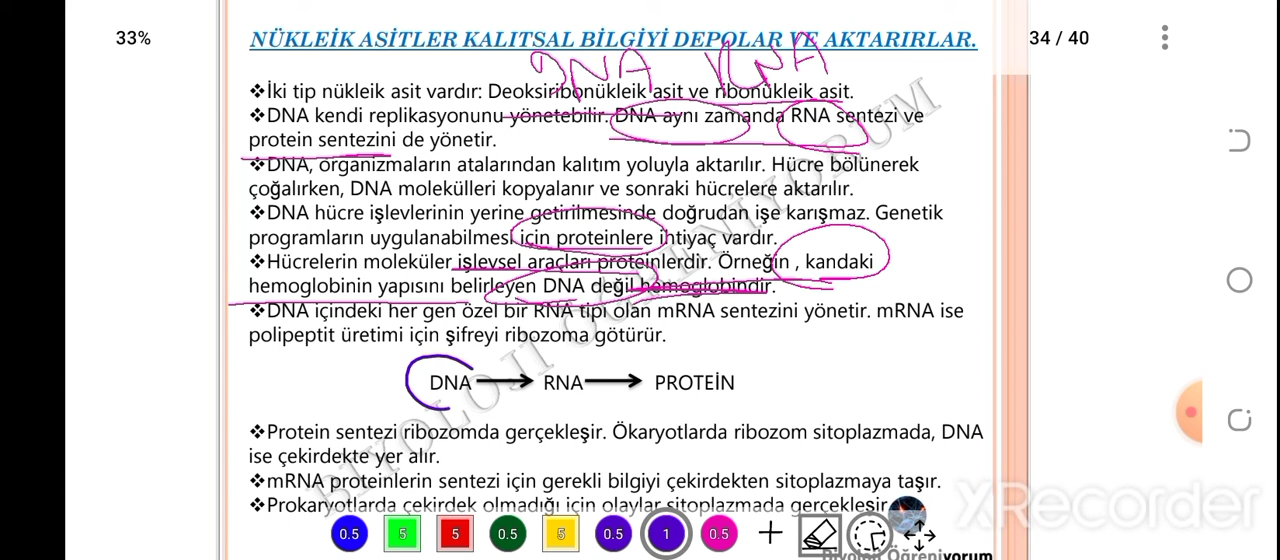 33%
NÜKLEİK ASİTLER KALITSAL BİLGİYİ DEPOLAR VE AKTARIRLAR.
34 / 40
DNA RNA
❖İki tip nükleik asit vardır: Deoksiribonükleik asit ve ribonükleik asit.
❖DNA kendi replikasyonunu yönetebilir. DNA aynı zamanda RNA sentezi ve
protein sentezini de yönetir.
❖DNA, organizmaların atalarından kalıtım yoluyla aktarılır. Hücre bölünerek
çoğalırken, DNA molekülleri kopyalanır ve sonraki hücrelere aktarılır.
❖DNA hücre işlevlerinin yerine getirilmesinde doğrudan işe karışmaz. Genetik
programların uygulanabilmesi için proteinlere ihtiyaç vardır.
❖Hücrelerin moleküler işlevsel araçları proteinlerdir. Örneğin , kandaki
hemoglobinin yapısını belirleyen DNA değil hemoglobindir.
❖DNA içindeki her gen özel bir RNA tipi olan mRNA sentezini yönetir. mRNA ise
polipeptit üretimi için şifreyi ribozoma götürür.
DNA → RNA → PROTEİN
❖Protein sentezi ribozomda gerçekleşir. Ökaryotlarda ribozom sitoplazmada, DNA
ise çekirdekte yer alır.
❖mRNA proteinlerin sentezi için gerekli bilgiyi çekirdekten sitoplazmaya taşır.
❖Prokaryotlarda çekirdek olmadığı için olaylar sitoplazmada gerçekleşir
BİYOLOJİ ÖĞRENİYORUM
0.5 5 5 0.5 5 0.5 1 0.5
XRecorder
Biyoloji Öğreniyorum